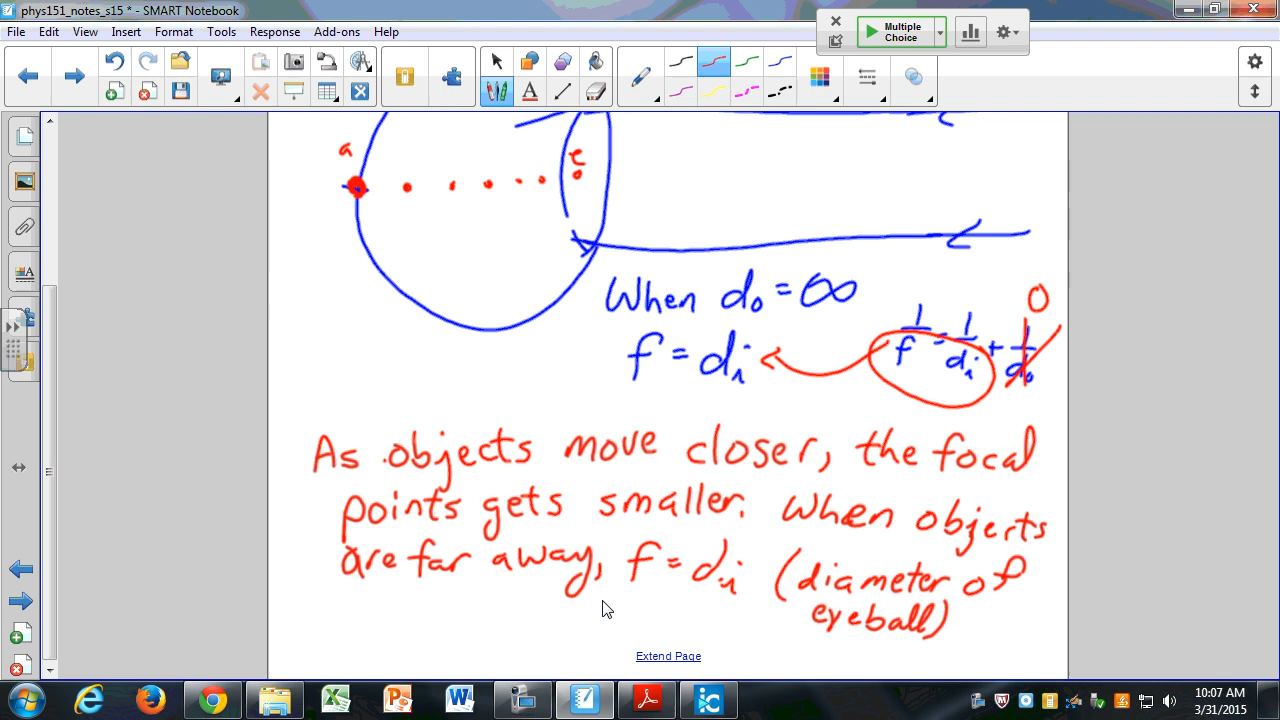 phys151_notes_s15 * - SMART Notebook
File Edit View Insert Format Tools Response Add-ons Help
Multiple Choice
a
e
When d₀ = ∞
0
1/f = 1/dᵢ + 1/d₀
f = dᵢ
As objects move closer, the focal
points gets smaller. When objects
are far away, f = dᵢ (diameter of
eyeball)
Extend Page
10:07 AM
3/31/2015